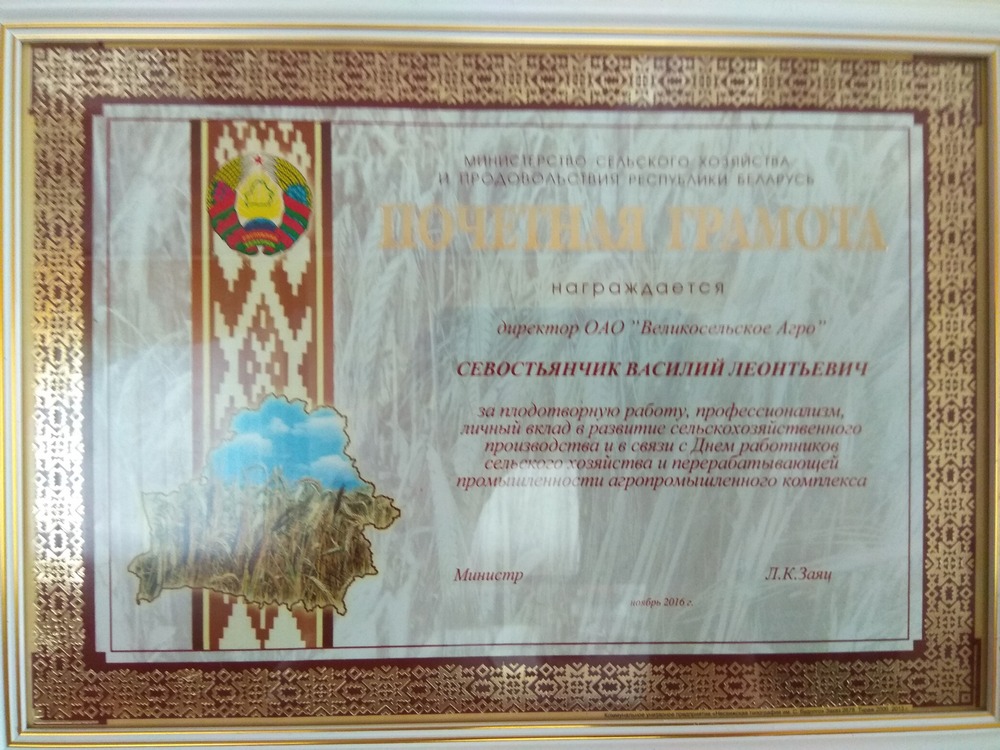 МИНИСТЕРСТВО СЕЛЬСКОГО ХОЗЯЙСТВА
И ПРОДОВОЛЬСТВИЯ РЕСПУБЛИКИ БЕЛАРУСЬ
ПОЧЕТНАЯ ГРАМОТА
награждается
директор ОАО "Великосельское Агро"
СЕВОСТЬЯНЧИК ВАСИЛИЙ ЛЕОНТЬЕВИЧ
за плодотворную работу, профессионализм,
личный вклад в развитие сельскохозяйственного
производства и в связи с Днем работников
сельского хозяйства и перерабатывающей
промышленности агропромышленного комплекса
Министр Л.К.Заяц
ноябрь 2016 г.